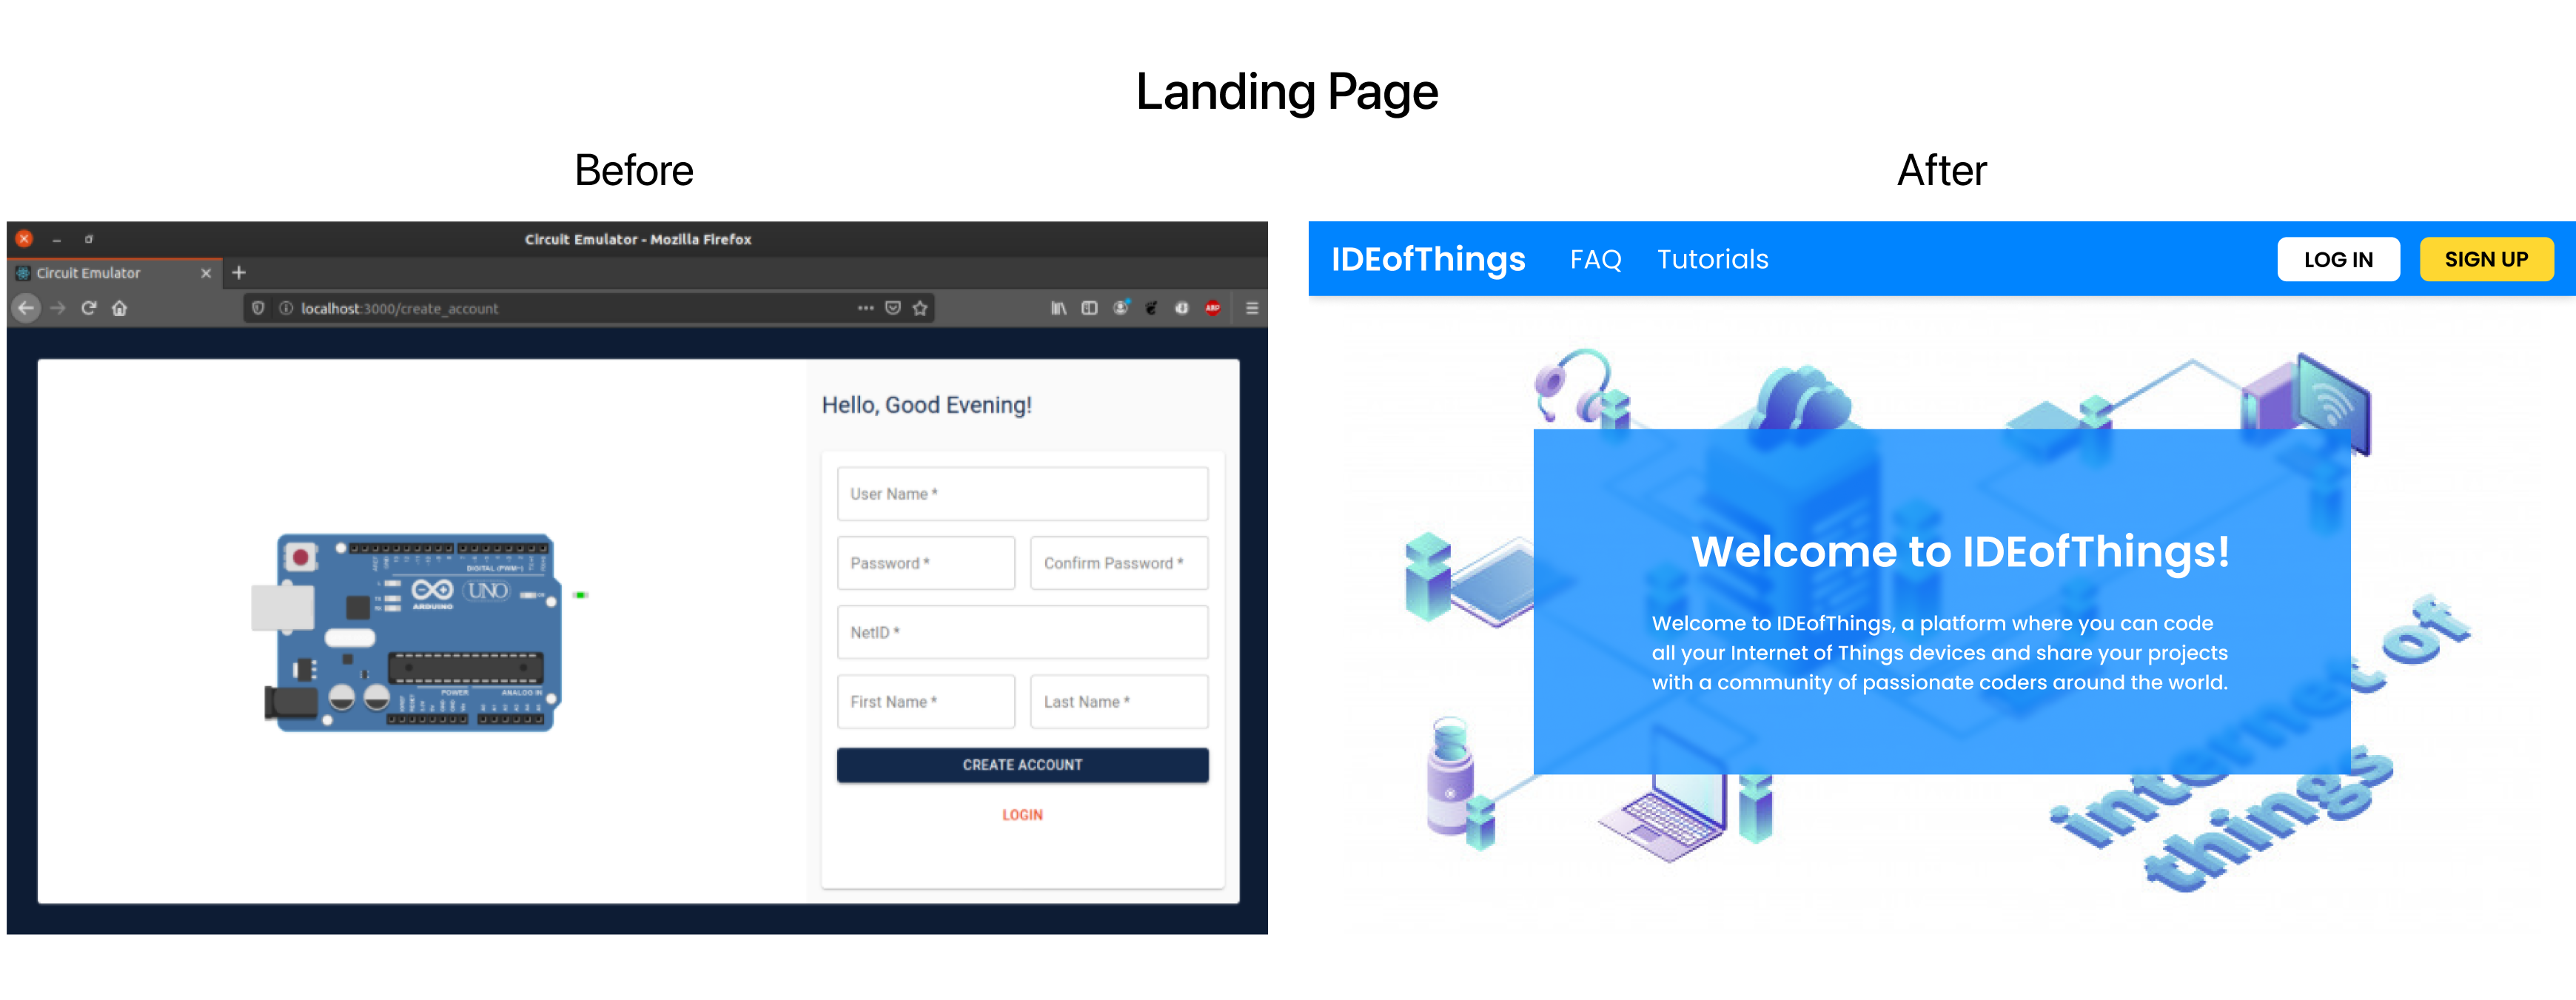 Landing Page
Before
After
Circuit Emulator - Mozilla Firefox
Circuit Emulator
localhost:3000/create_account
ABP
Hello, Good Evening!
User Name *
Password *
Confirm Password *
NetID *
First Name *
Last Name *
CREATE ACCOUNT
LOGIN
DIGITAL (PWM~)
UNO
ARDUINO
POWER
ANALOG IN
IDEofThings
FAQ
Tutorials
LOG IN
SIGN UP
Welcome to IDEofThings!
Welcome to IDEofThings, a platform where you can code
all your Internet of Things devices and share your projects
with a community of passionate coders around the world.
internet of
things